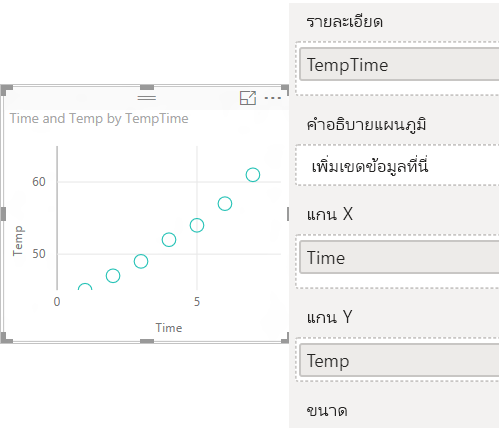 Time and Temp by TempTime
Temp
60
50
0
5
Time
รายละเอียด
TempTime
คำอธิบายแผนภูมิ
เพิ่มเขตข้อมูลที่นี่
แกน X
Time
แกน Y
Temp
ขนาด